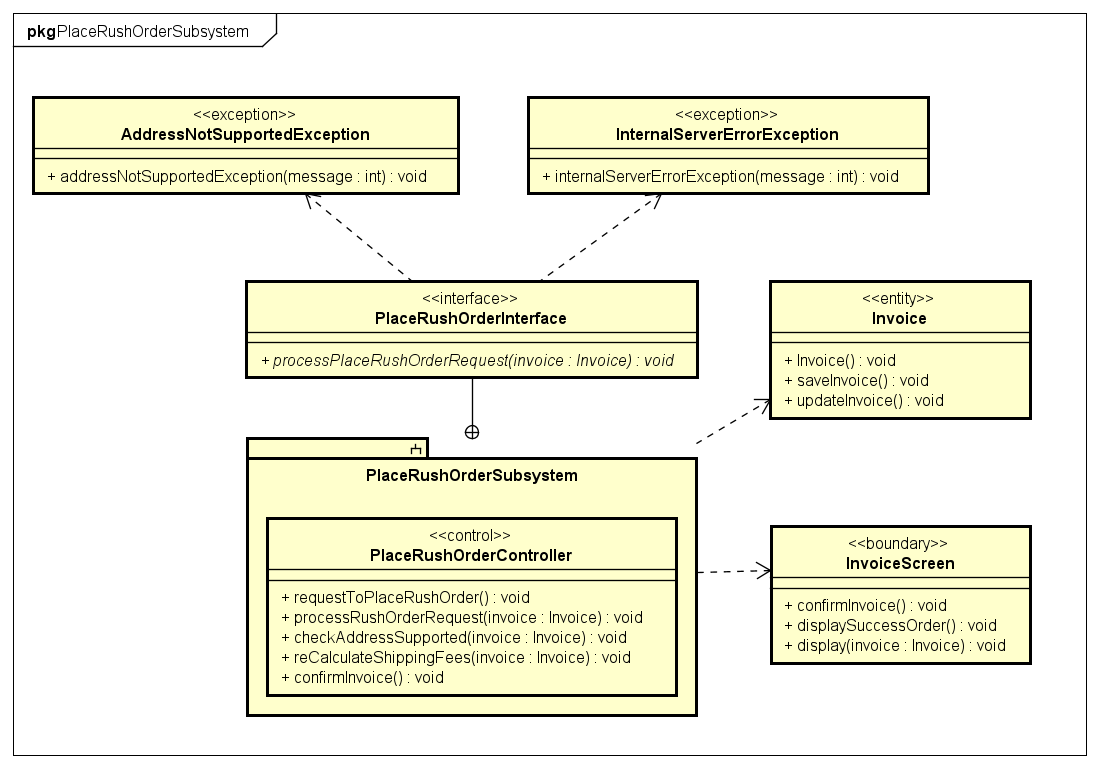 pkg PlaceRushOrderSubsystem
<<exception>>
AddressNotSupportedException
+ addressNotSupportedException(message : int) : void
<<exception>>
InternalServerErrorException
+ internalServerErrorException(message : int) : void
<<interface>>
PlaceRushOrderInterface
+ processPlaceRushOrderRequest(invoice : Invoice) : void
<<entity>>
Invoice
+ Invoice() : void
+ saveInvoice() : void
+ updateInvoice() : void
PlaceRushOrderSubsystem
<<control>>
PlaceRushOrderController
+ requestToPlaceRushOrder() : void
+ processRushOrderRequest(invoice : Invoice) : void
+ checkAddressSupported(invoice : Invoice) : void
+ reCalculateShippingFees(invoice : Invoice) : void
+ confirmInvoice() : void
<<boundary>>
InvoiceScreen
+ confirmInvoice() : void
+ displaySuccessOrder() : void
+ display(invoice : Invoice) : void